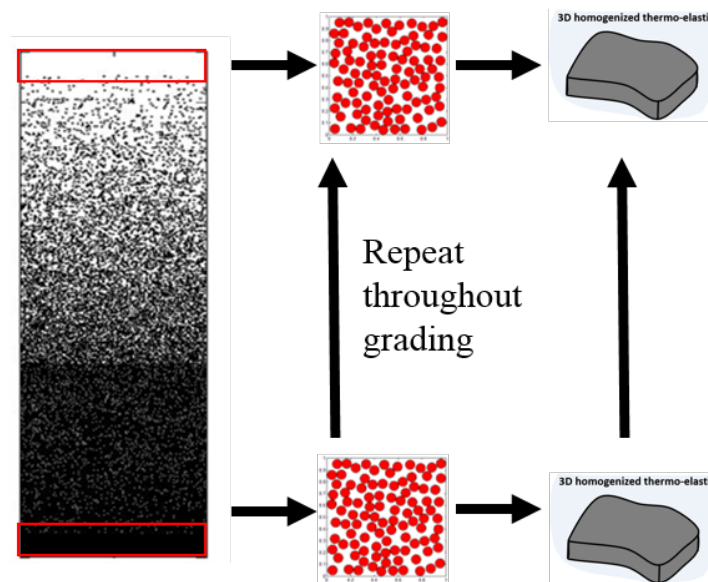 3D homogenized thermo-elasti
Repeat
throughout
grading
3D homogenized thermo-elasti